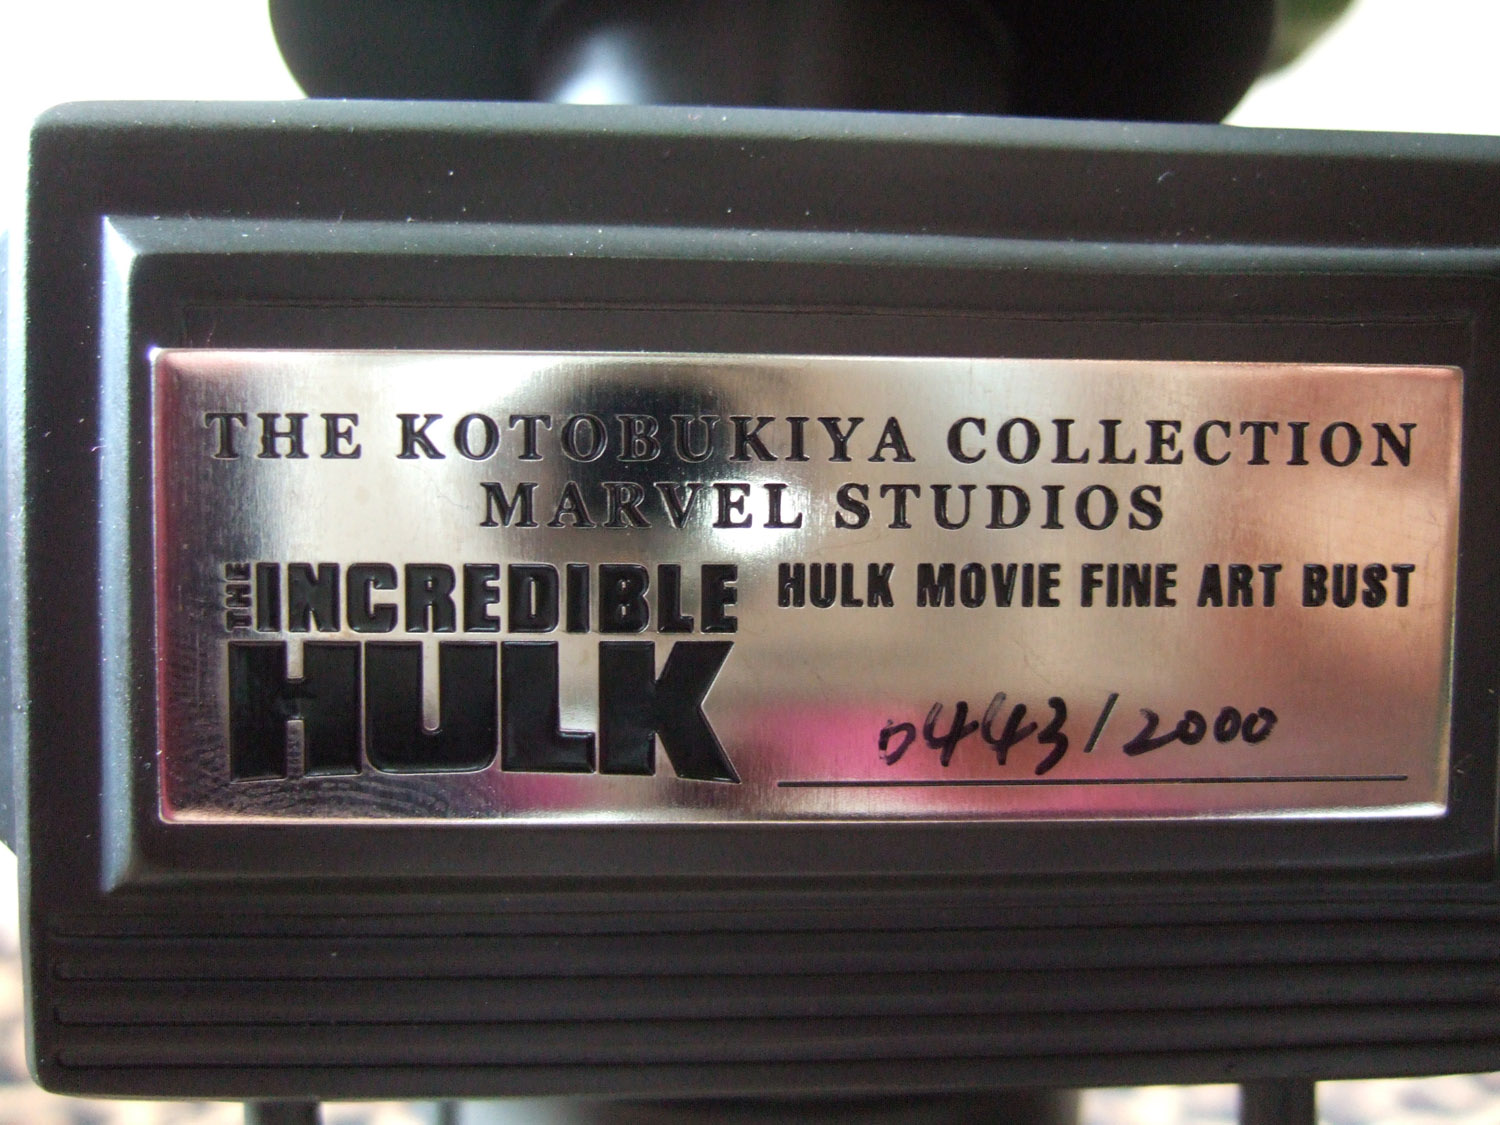 THE KOTOBUKIYA COLLECTION
MARVEL STUDIOS
THE INCREDIBLE
HULK
HULK MOVIE FINE ART BUST
0443/2000